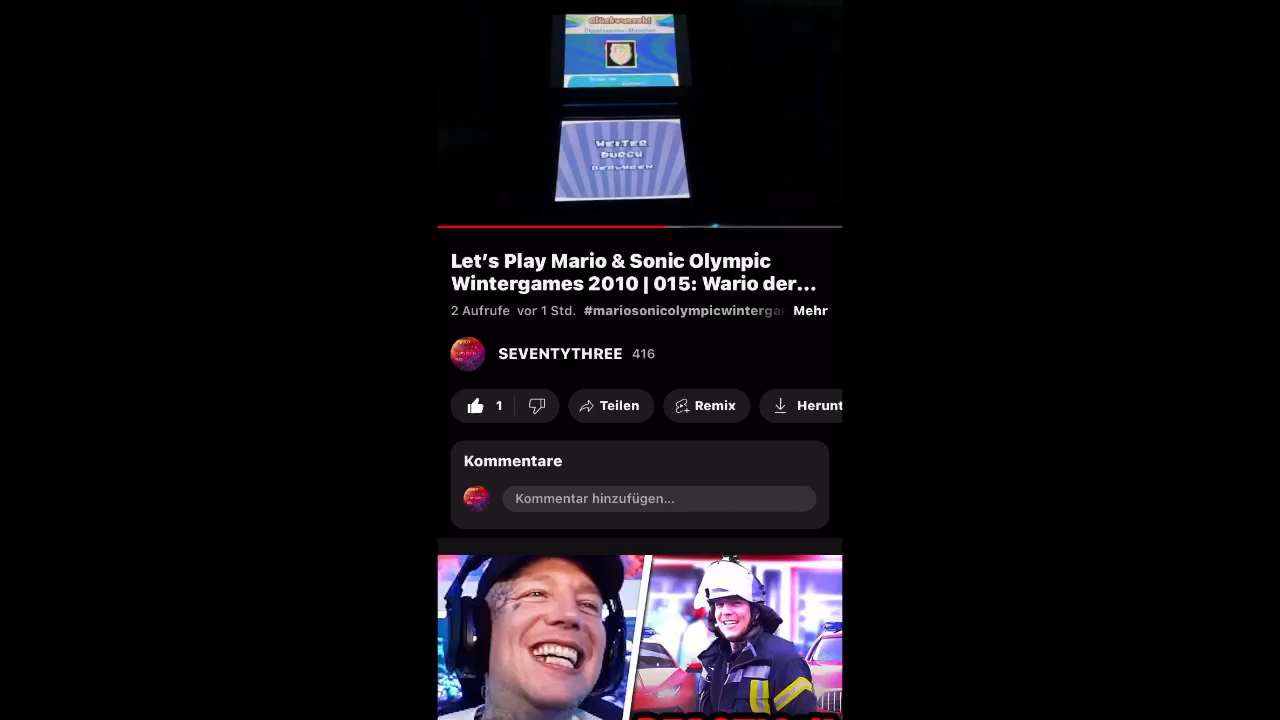 Glückwunsch!
WEITER
DURCH
BERÜHREN
Let’s Play Mario & Sonic Olympic
Wintergames 2010 | 015: Wario der...
2 Aufrufe vor 1 Std. #mariosonicolympicwinterga Mehr
SEVENTYTHREE 416
1 Teilen Remix Herunt
Kommentare
Kommentar hinzufügen...